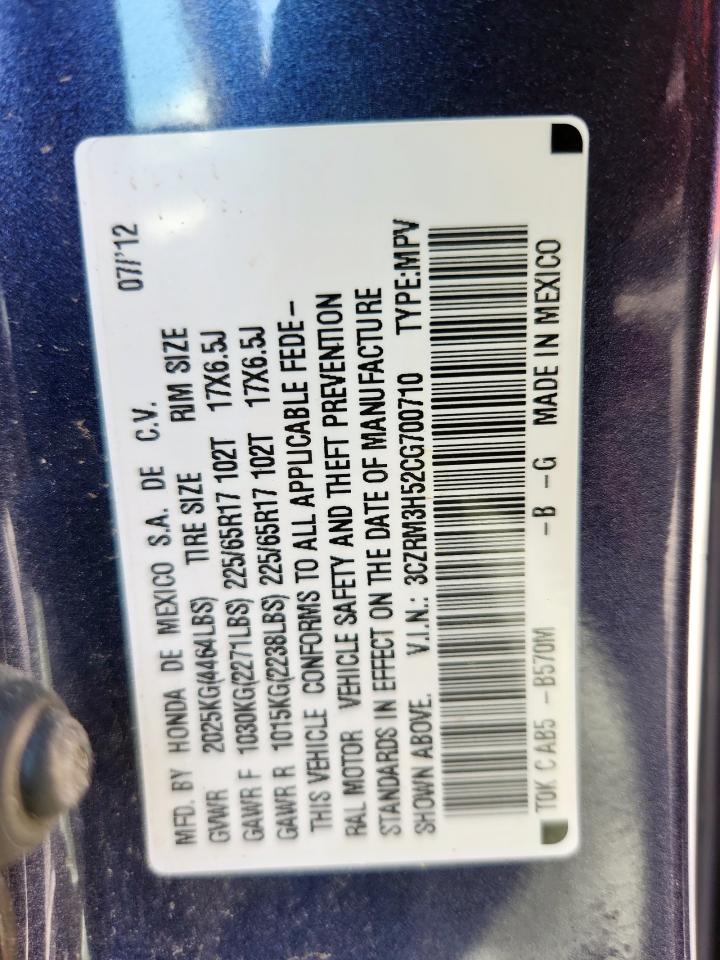 MFD. BY HONDA DE MEXICO S.A. DE C.V. 07/'12
GVWR 2025KG(4464LBS) TIRE SIZE RIM SIZE
GAWR F 1030KG(2271LBS) 225/65R17 102T 17X6.5J
GAWR R 1015KG(2238LBS) 225/65R17 102T 17X6.5J
THIS VEHICLE CONFORMS TO ALL APPLICABLE FEDE-
RAL MOTOR VEHICLE SAFETY AND THEFT PREVENTION
STANDARDS IN EFFECT ON THE DATE OF MANUFACTURE
SHOWN ABOVE. V.I.N.: 3CZRM3H52CG700710 TYPE:MPV
TDK C AB5 -B570M -B -G MADE IN MEXICO